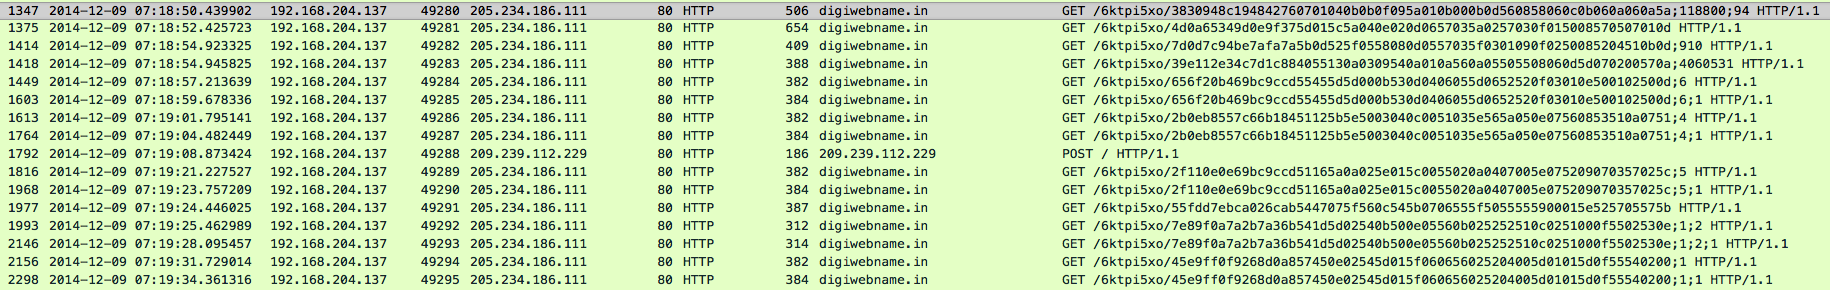 1347 2014-12-09 07:18:50.439902 192.168.204.137 49280 205.234.186.111 80 HTTP 506 digiwebname.in GET /6ktpi5xo/3830948c194842760701040b0b0f095a010b000b0d560858060c0b060a060a5a;118800;94 HTTP/1.1
1375 2014-12-09 07:18:52.425723 192.168.204.137 49281 205.234.186.111 80 HTTP 654 digiwebname.in GET /6ktpi5xo/4d0a65349d0e9f375d015c5a040e020d0657035a0257030f015008570507010d HTTP/1.1
1414 2014-12-09 07:18:54.923325 192.168.204.137 49282 205.234.186.111 80 HTTP 409 digiwebname.in GET /6ktpi5xo/7d0d7c94be7afa7a5b0d525f0558080d0557035f0301090f0250085204510b0d;910 HTTP/1.1
1418 2014-12-09 07:18:54.945825 192.168.204.137 49283 205.234.186.111 80 HTTP 388 digiwebname.in GET /6ktpi5xo/39e112e34c7d1c884055130a0309540a010a560a05505508060d5d070200570a;4060531 HTTP/1.1
1449 2014-12-09 07:18:57.213639 192.168.204.137 49284 205.234.186.111 80 HTTP 382 digiwebname.in GET /6ktpi5xo/656f20b469bc9ccd55455d5d000b530d0406055d0652520f03010e500102500d;6 HTTP/1.1
1603 2014-12-09 07:18:59.678336 192.168.204.137 49285 205.234.186.111 80 HTTP 384 digiwebname.in GET /6ktpi5xo/656f20b469bc9ccd55455d5d000b530d0406055d0652520f03010e500102500d;6;1 HTTP/1.1
1613 2014-12-09 07:19:01.795141 192.168.204.137 49286 205.234.186.111 80 HTTP 382 digiwebname.in GET /6ktpi5xo/2b0eb8557c66b18451125b5e5003040c0051035e565a050e07560853510a0751;4 HTTP/1.1
1764 2014-12-09 07:19:04.482449 192.168.204.137 49287 205.234.186.111 80 HTTP 384 digiwebname.in GET /6ktpi5xo/2b0eb8557c66b18451125b5e5003040c0051035e565a050e07560853510a0751;4;1 HTTP/1.1
1792 2014-12-09 07:19:08.873424 192.168.204.137 49288 209.239.112.229 80 HTTP 186 209.239.112.229 POST / HTTP/1.1
1816 2014-12-09 07:19:21.227527 192.168.204.137 49289 205.234.186.111 80 HTTP 382 digiwebname.in GET /6ktpi5xo/2f110e0e69bc9ccd51165a0a025e015c0055020a0407005e075209070357025c;5 HTTP/1.1
1968 2014-12-09 07:19:23.757209 192.168.204.137 49290 205.234.186.111 80 HTTP 384 digiwebname.in GET /6ktpi5xo/2f110e0e69bc9ccd51165a0a025e015c0055020a0407005e075209070357025c;5;1 HTTP/1.1
1977 2014-12-09 07:19:24.446025 192.168.204.137 49291 205.234.186.111 80 HTTP 387 digiwebname.in GET /6ktpi5xo/55fdd7ebca026cab5447075f560c545b0706555f5055555900015e525705575b HTTP/1.1
1993 2014-12-09 07:19:25.462989 192.168.204.137 49292 205.234.186.111 80 HTTP 312 digiwebname.in GET /6ktpi5xo/7e89f0a7a2b7a36b541d5d02540b500e05560b025252510c0251000f5502530e;1;2 HTTP/1.1
2146 2014-12-09 07:19:28.095457 192.168.204.137 49293 205.234.186.111 80 HTTP 314 digiwebname.in GET /6ktpi5xo/7e89f0a7a2b7a36b541d5d02540b500e05560b025252510c0251000f5502530e;1;2;1 HTTP/1.1
2156 2014-12-09 07:19:31.729014 192.168.204.137 49294 205.234.186.111 80 HTTP 382 digiwebname.in GET /6ktpi5xo/45e9ff0f9268d0a857450e02545d015f060656025204005d01015d0f55540200;1 HTTP/1.1
2298 2014-12-09 07:19:34.361316 192.168.204.137 49295 205.234.186.111 80 HTTP 384 digiwebname.in GET /6ktpi5xo/45e9ff0f9268d0a857450e02545d015f060656025204005d01015d0f55540200;1;1 HTTP/1.1